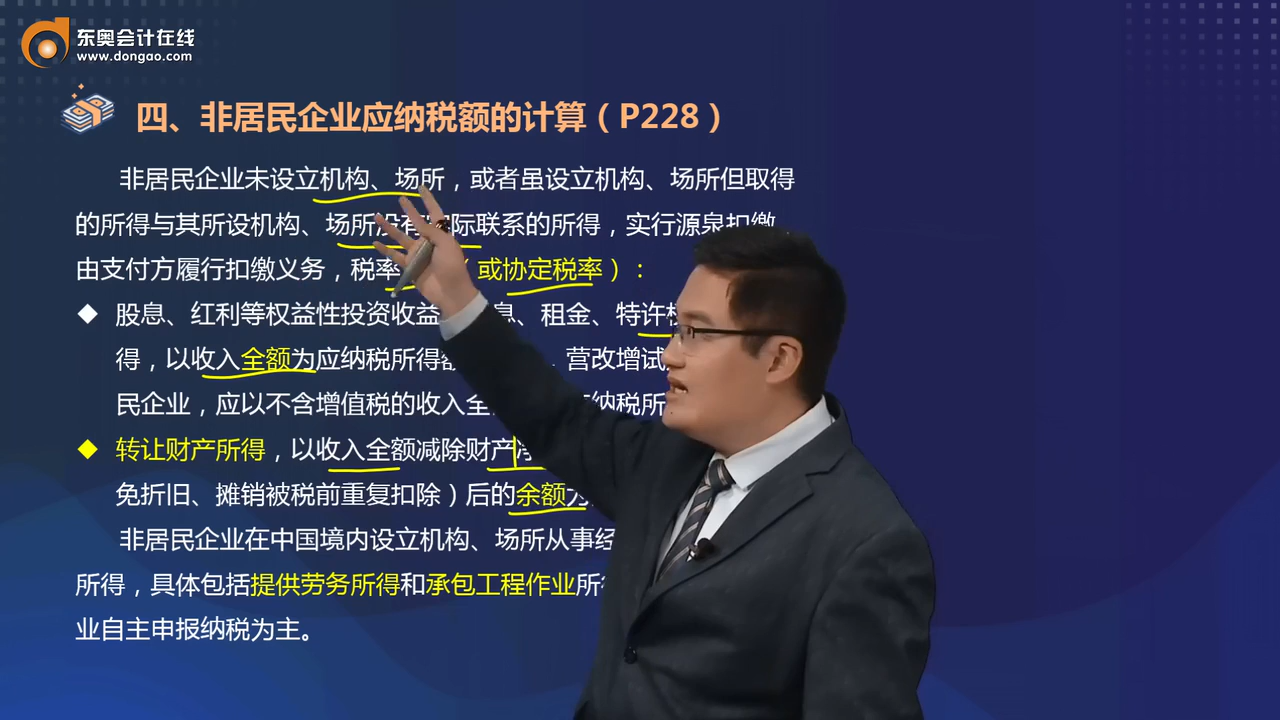 东奥会计在线
www.dongao.com
四、非居民企业应纳税额的计算（P228）
非居民企业未设立机构、场所，或者虽设立机构、场所但取得
的所得与其所设机构、场所没有实际联系的所得，实行源泉扣缴，
由支付方履行扣缴义务，税率（或协定税率）：
◆ 股息、红利等权益性投资收益息、租金、特许
得，以收入全额为应纳税所得额营改增试
民企业，应以不含增值税的收入全纳税所
◆ 转让财产所得，以收入全额减除财产净
免折旧、摊销被税前重复扣除）后的余额为
非居民企业在中国境内设立机构、场所从事经
所得，具体包括提供劳务所得和承包工程作业所
业自主申报纳税为主。